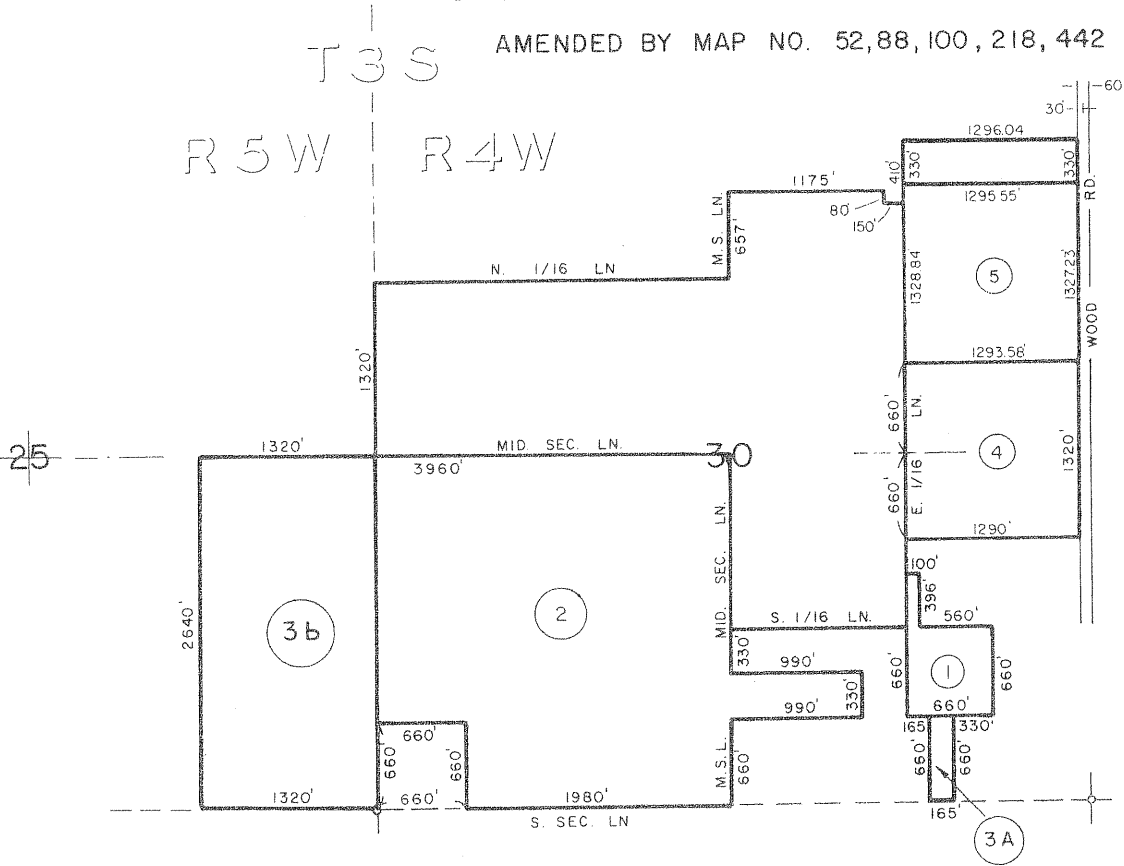 AMENDED BY MAP NO. 52, 88, 100, 218, 442
T 3 S
R 5 W
R 4 W
60
30'
1296.04
410'
330'
330'
RD.
1175'
1295.55'
80'
150'
M.S. LN.
657'
N. 1/16 LN
1328.84
5
1327.23'
WOOD
1320'
1293.58'
660'
LN.
25
1320'
MID. SEC. LN.
3960'
30
4
1320'
660'
E. 1/16
1290'
MID. SEC. LN.
100'
396'
2640'
3b
2
S. 1/16 LN.
560'
330'
990'
660'
1
660'
330'
990'
660'
660'
660'
660'
M.S.L.
660'
165
330'
660'
660'
1320'
660'
1980'
S. SEC. LN
165'
3A